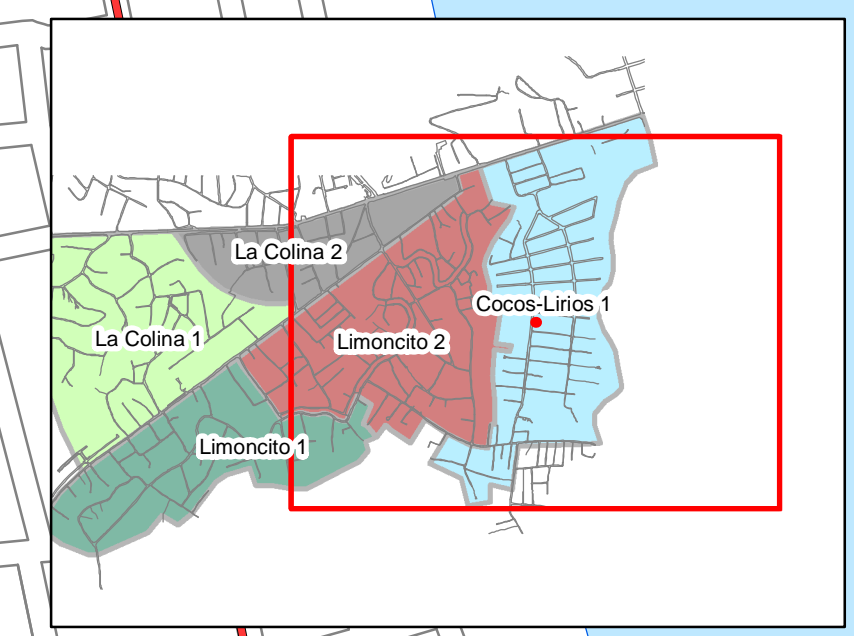 La Colina 2
Cocos-Lirios 1
La Colina 1
Limoncito 2
Limoncito 1